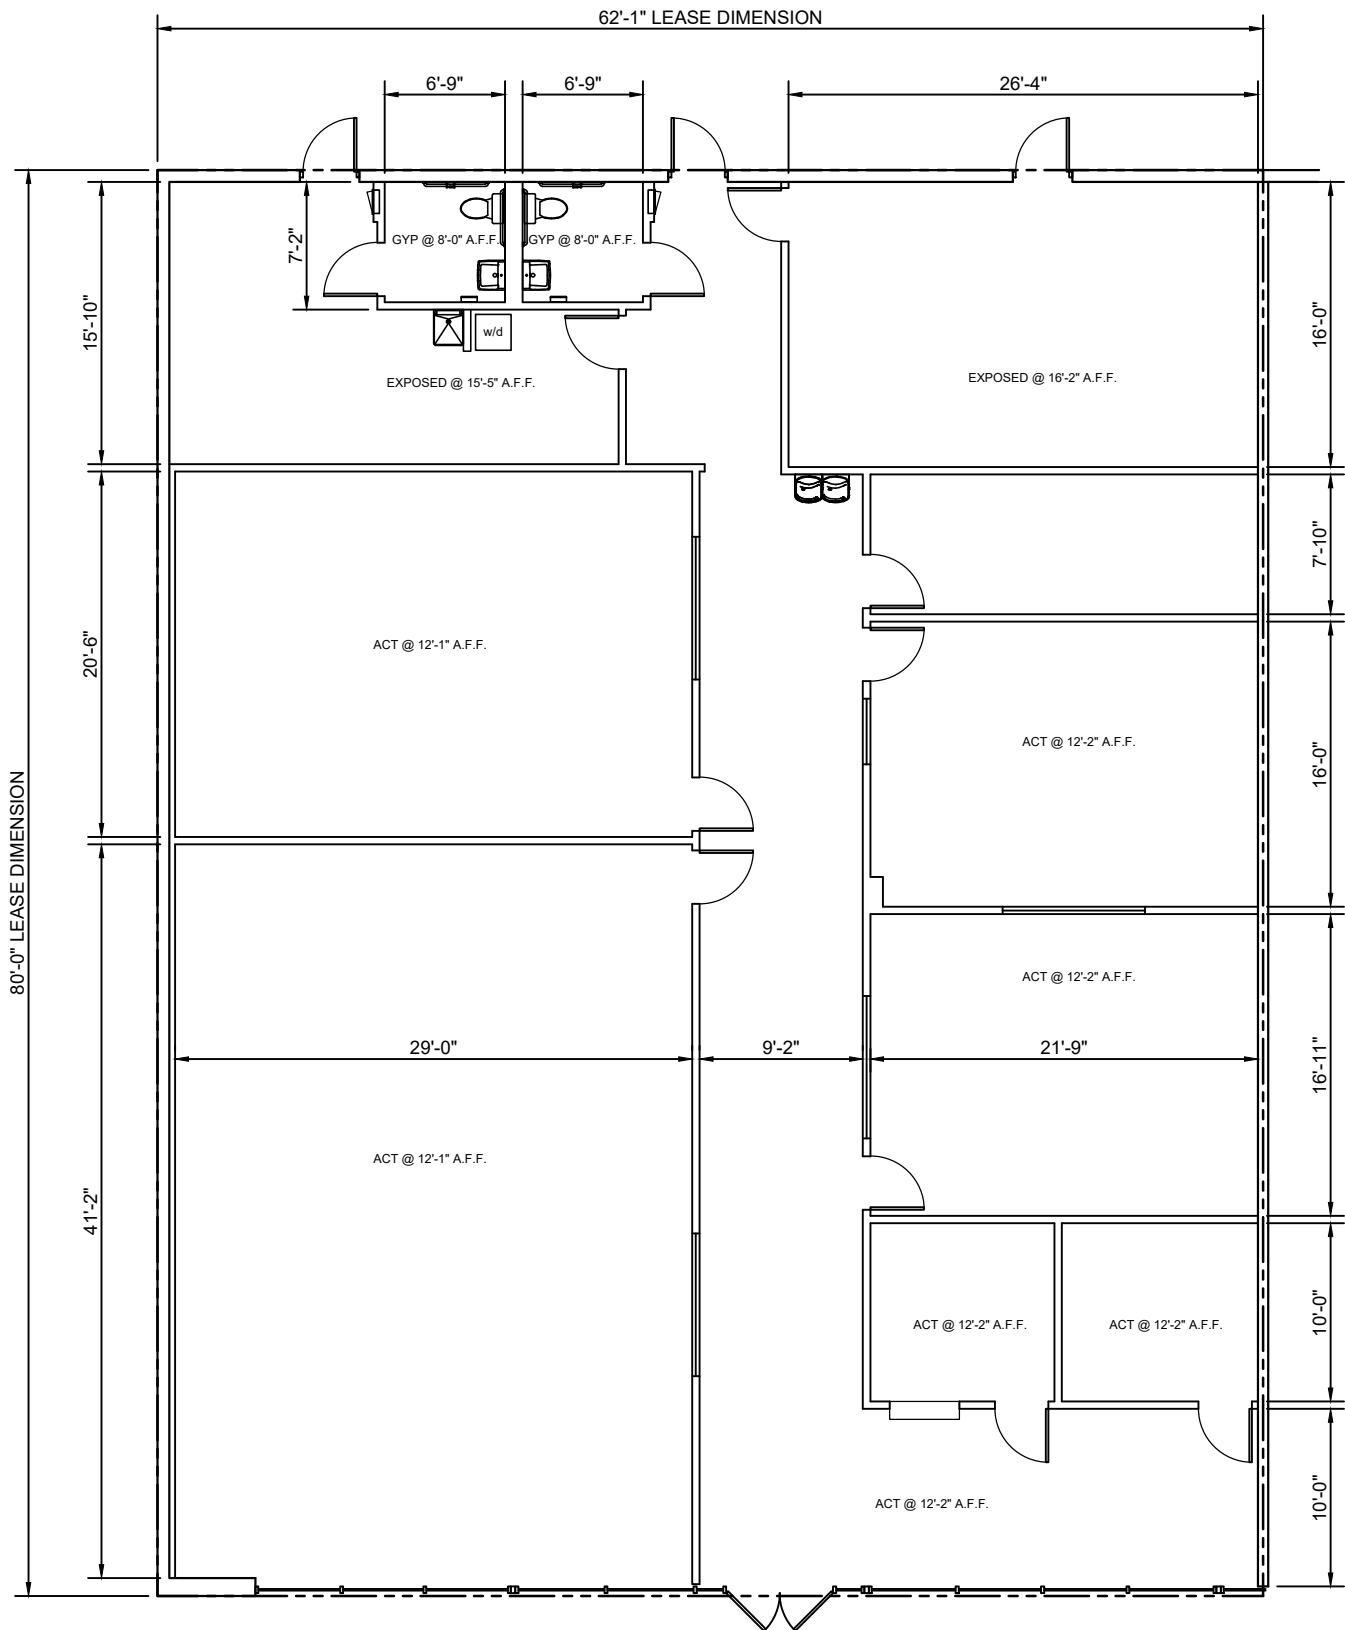 62'-1" LEASE DIMENSION
6'-9"
6'-9"
26'-4"
7'-2"
GYP @ 8'-0" A.F.F.
GYP @ 8'-0" A.F.F.
15'-10"
w/d
16'-0"
EXPOSED @ 15'-5" A.F.F.
EXPOSED @ 16'-2" A.F.F.
7'-10"
20'-6"
ACT @ 12'-1" A.F.F.
ACT @ 12'-2" A.F.F.
16'-0"
80'-0" LEASE DIMENSION
ACT @ 12'-2" A.F.F.
29'-0"
9'-2"
21'-9"
16'-11"
ACT @ 12'-1" A.F.F.
41'-2"
ACT @ 12'-2" A.F.F.
ACT @ 12'-2" A.F.F.
10'-0"
ACT @ 12'-2" A.F.F.
10'-0"